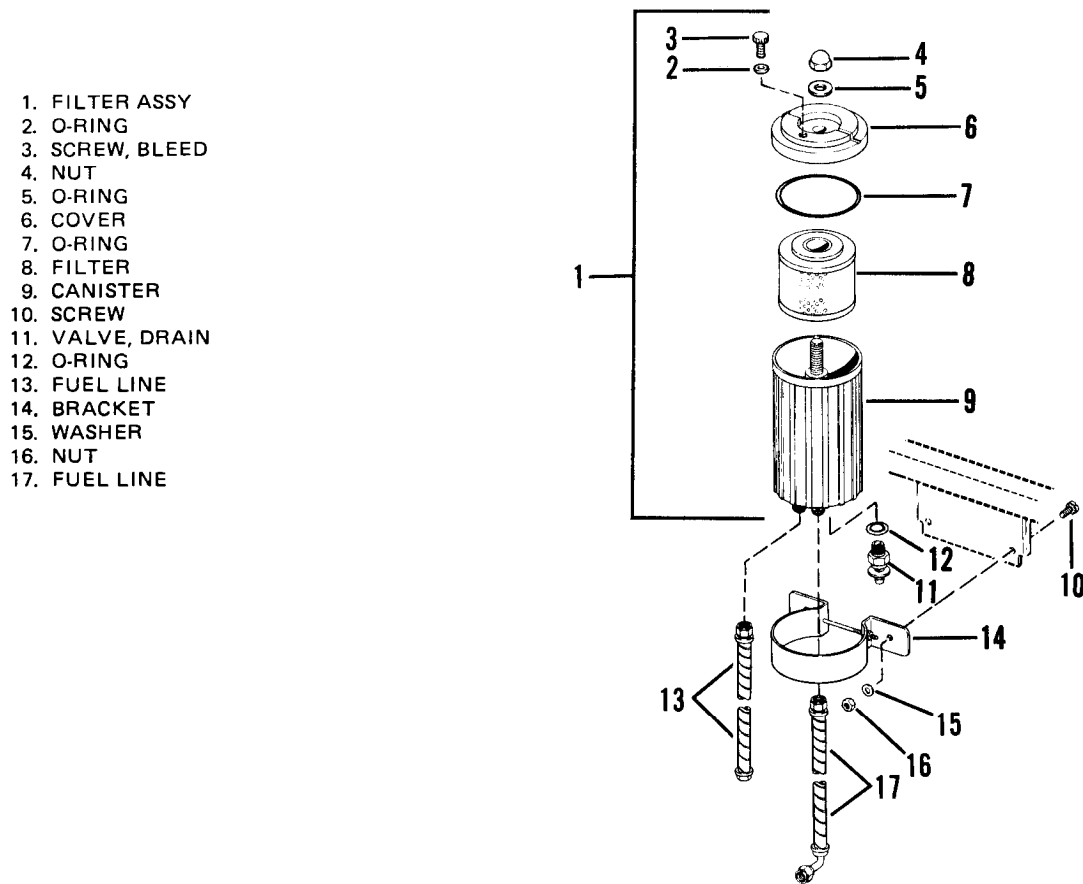 1. FILTER ASSY
2. O-RING
3. SCREW, BLEED
4. NUT
5. O-RING
6. COVER
7. O-RING
8. FILTER
9. CANISTER
10. SCREW
11. VALVE, DRAIN
12. O-RING
13. FUEL LINE
14. BRACKET
15. WASHER
16. NUT
17. FUEL LINE
3
4
2
5
6
7
1
8
9
12
11
10
14
13
15
16
17